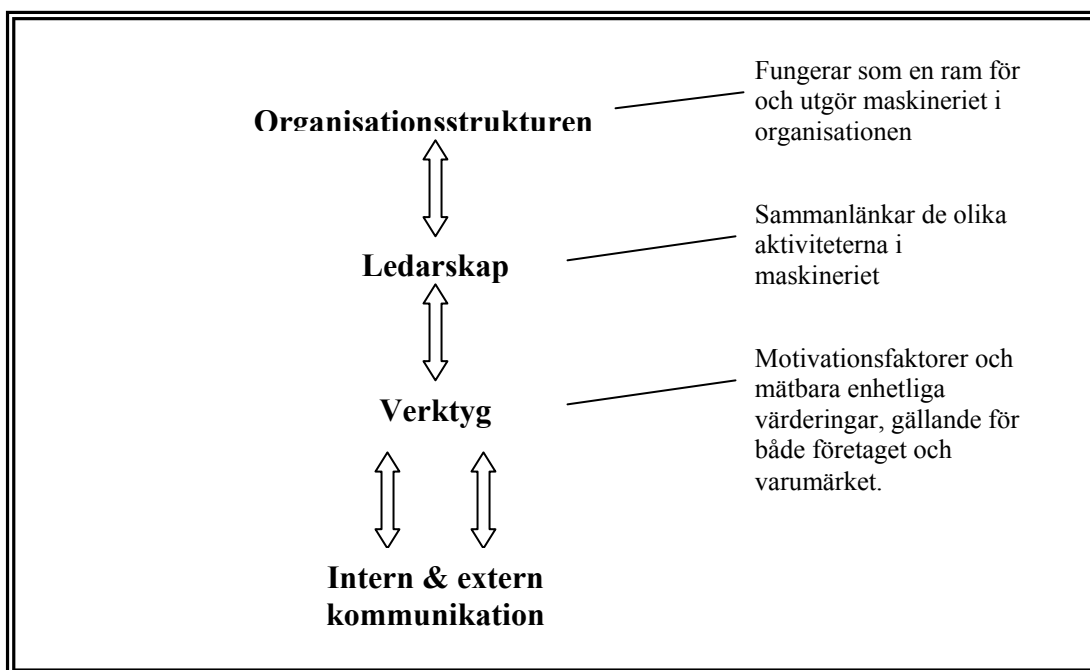 Organisationsstrukturen
Fungerar som en ram för
och utgör maskineriet i
organisationen
Ledarskap
Sammanlänkar de olika
aktiviteterna i
maskineriet
Verktyg
Motivationsfaktorer och
mätbara enhetliga
värderingar, gällande för
både företaget och
varumärket.
Intern & extern
kommunikation